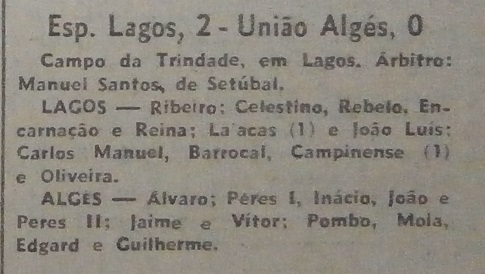 Esp. Lagos, 2 - União Algés, 0
Campo da Trindade, em Lagos. Árbitro:
Manuel Santos, de Setúbal.
LAGOS — Ribeiro; Celestino, Rebelo, En-
carnação e Reina; La'acas (1) e João Luís;
Carlos Manuel, Barrocal, Campinense (1)
e Oliveira.
ALGÉS — Álvaro; Péres I, Inácio, João e
Peres II; Jaime e Vítor; Pombo, Mola,
Edgard e Guilherme.